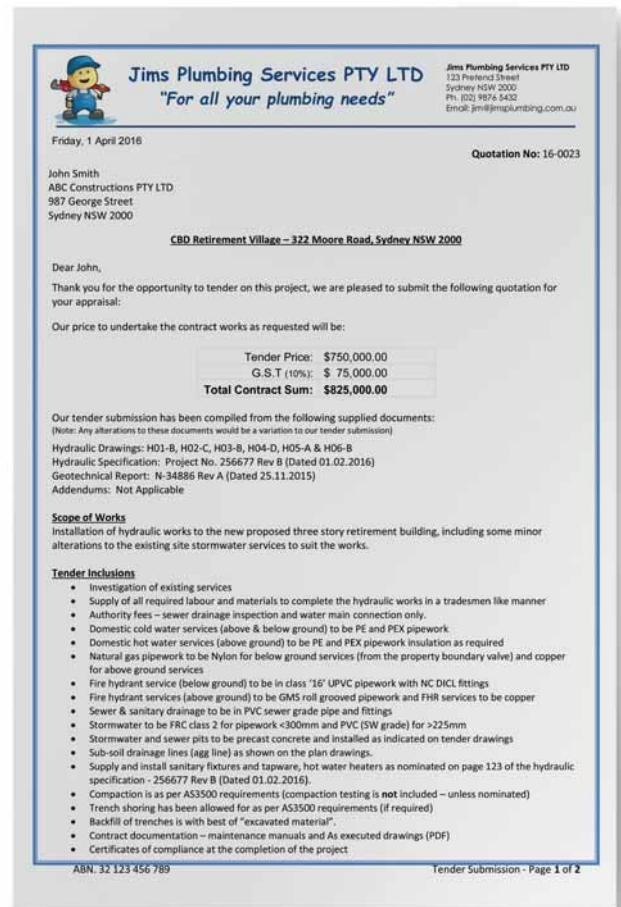 Jims Plumbing Services PTY LTD
"For all your plumbing needs"
Jims Plumbing Services PTY LTD
123 Pretend Street
Sydney NSW 2000
Ph. (02) 9876 5432
Email: jim@jimsplumbing.com.au
Friday, 1 April 2016
Quotation No: 16-0023
John Smith
ABC Constructions PTY LTD
987 George Street
Sydney NSW 2000
CBD Retirement Village – 322 Moore Road, Sydney NSW 2000
Dear John,
Thank you for the opportunity to tender on this project, we are pleased to submit the following quotation for
your appraisal:
Our price to undertake the contract works as requested will be:
Tender Price: $750,000.00
G.S.T (10%): $ 75,000.00
Total Contract Sum: $825,000.00
Our tender submission has been compiled from the following supplied documents:
(Note: Any alterations to these documents would be a variation to our tender submission)
Hydraulic Drawings: H01-B, H02-C, H03-B, H04-D, H05-A & H06-B
Hydraulic Specification: Project No. 256677 Rev B (Dated 01.02.2016)
Geotechnical Report: N-34886 Rev A (Dated 25.11.2015)
Addendums: Not Applicable
Scope of Works
Installation of hydraulic works to the new proposed three story retirement building, including some minor
alterations to the existing site stormwater services to suit the works.
Tender Inclusions
• Investigation of existing services
• Supply of all required labour and materials to complete the hydraulic works in a tradesmen like manner
• Authority fees – sewer drainage inspection and water main connection only.
• Domestic cold water services (above & below ground) to be PE and PEX pipework
• Domestic hot water services (above ground) to be PE and PEX pipework insulation as required
• Natural gas pipework to be Nylon for below ground services (from the property boundary valve) and copper
for above ground services
• Fire hydrant service (below ground) to be in class '16' UPVC pipework with NC DICL fittings
• Fire hydrant services (above ground) to be GMS roll grooved pipework and FHR services to be copper
• Sewer & sanitary drainage to be in PVC sewer grade pipe and fittings
• Stormwater to be FRC class 2 for pipework <300mm and PVC (SW grade) for >225mm
• Stormwater and sewer pits to be precast concrete and installed as indicated on tender drawings
• Sub-soil drainage lines (agg line) as shown on the plan drawings.
• Supply and install sanitary fixtures and tapware, hot water heaters as nominated on page 123 of the hydraulic
specification - 256677 Rev B (Dated 01.02.2016).
• Compaction is as per AS3500 requirements (compaction testing is not included – unless nominated)
• Trench shoring has been allowed for as per AS3500 requirements (if required)
• Backfill of trenches is with best of "excavated material".
• Contract documentation – maintenance manuals and As executed drawings (PDF)
• Certificates of compliance at the completion of the project
ABN. 32 123 456 789
Tender Submission - Page 1 of 2